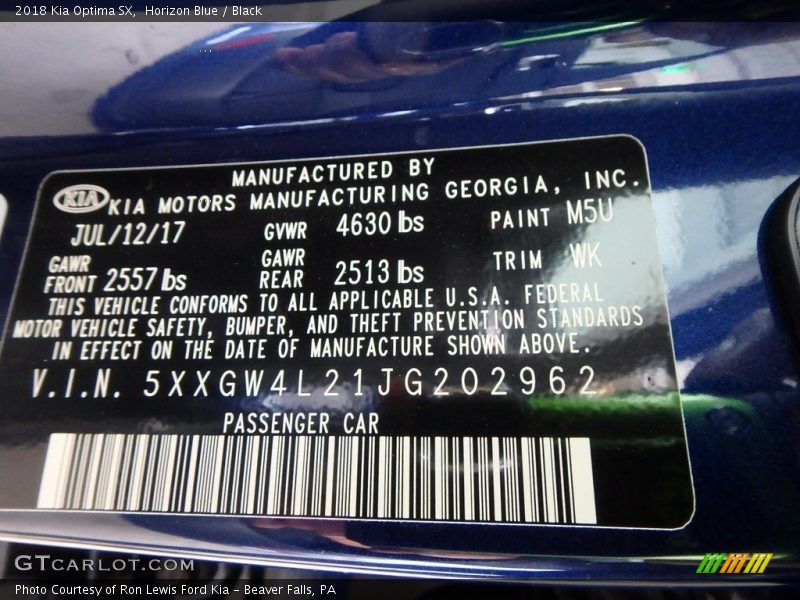 2018 Kia Optima SX, Horizon Blue / Black
MANUFACTURED BY
KIA KIA MOTORS MANUFACTURING GEORGIA, INC.
JUL/12/17 GVWR 4630 lbs PAINT M5U
GAWR FRONT 2557 lbs GAWR REAR 2513 lbs TRIM WK
THIS VEHICLE CONFORMS TO ALL APPLICABLE U.S.A. FEDERAL
MOTOR VEHICLE SAFETY, BUMPER, AND THEFT PREVENTION STANDARDS
IN EFFECT ON THE DATE OF MANUFACTURE SHOWN ABOVE.
V.I.N. 5XXGW4L21JG202962
PASSENGER CAR
GTCARLOT.COM
Photo Courtesy of Ron Lewis Ford Kia - Beaver Falls, PA